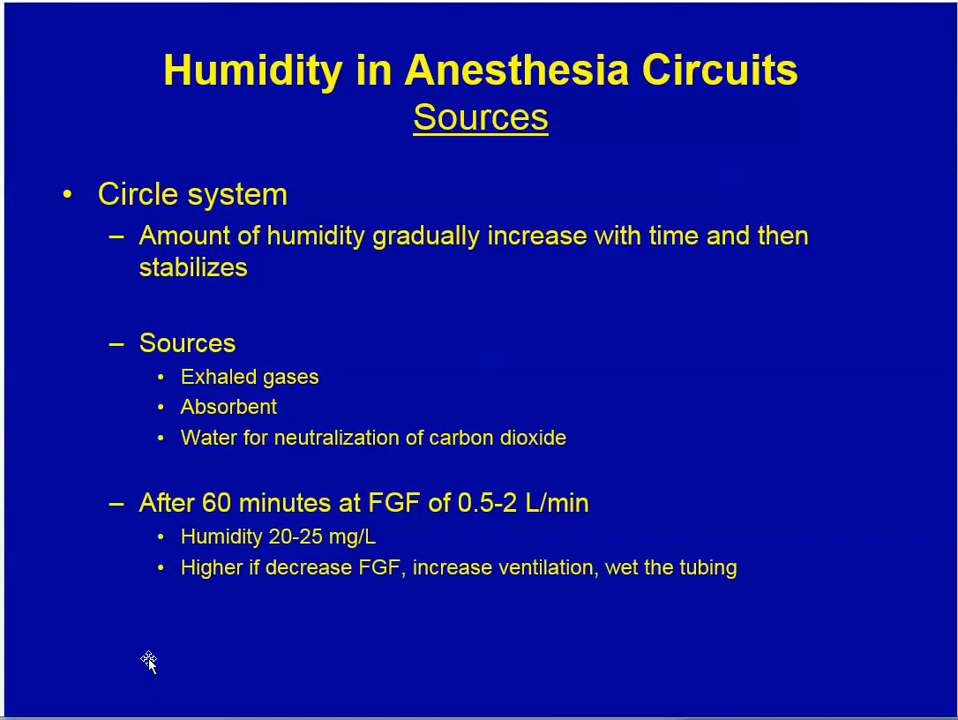 Humidity in Anesthesia Circuits
Sources
• Circle system
– Amount of humidity gradually increase with time and then
stabilizes
– Sources
• Exhaled gases
• Absorbent
• Water for neutralization of carbon dioxide
– After 60 minutes at FGF of 0.5-2 L/min
• Humidity 20-25 mg/L
• Higher if decrease FGF, increase ventilation, wet the tubing